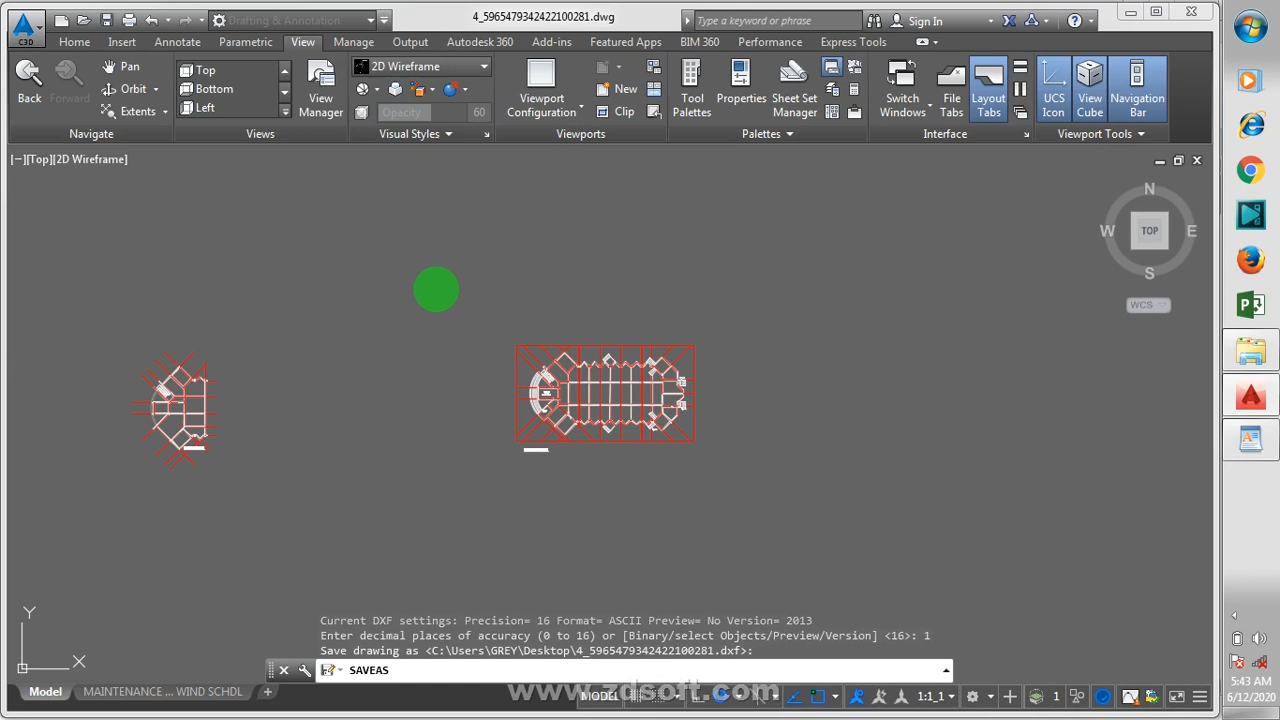 Drafting & Annotation
4_5965479342422100281.dwg
Type a keyword or phrase
Sign In
C3D
Home
Insert
Annotate
Parametric
View
Manage
Output
Autodesk 360
Add-ins
Featured Apps
BIM 360
Performance
Express Tools
Back
Forward
Pan
Orbit
Extents
Navigate
Top
Bottom
Left
Views
View Manager
2D Wireframe
Opacity
60
Visual Styles
Viewport Configuration
New
Clip
Viewports
Tool Palettes
Properties
Sheet Set Manager
Palettes
Switch Windows
File Tabs
Layout Tabs
Interface
UCS Icon
View Cube
Navigation Bar
Viewport Tools
[−][Top][2D Wireframe]
N
W
TOP
E
S
WCS
Y
X
Current DXF settings: Precision= 16 Format= ASCII Preview= No Version= 2013
Enter decimal places of accuracy (0 to 16) or [Binary/select Objects/Preview/Version] <16>: 1
Save drawing as <C:\Users\GREY\Desktop\4_5965479342422100281.dxf>:
SAVEAS
Model
MAINTENANCE ... WIND SCHDL
www.zdsoft.com
MODEL
1:1_1
1
5:43 AM
6/12/2020